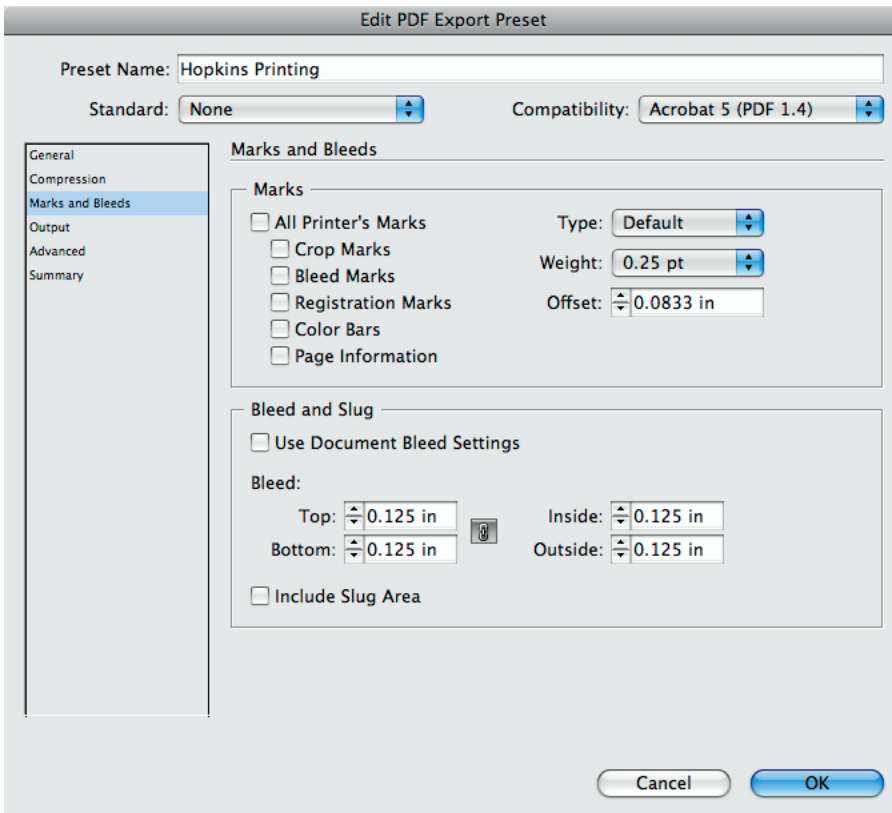 Edit PDF Export Preset
Preset Name: Hopkins Printing
Standard: None Compatibility: Acrobat 5 (PDF 1.4)
General
Compression
Marks and Bleeds
Output
Advanced
Summary
Marks and Bleeds
Marks
All Printer's Marks
Crop Marks
Bleed Marks
Registration Marks
Color Bars
Page Information
Type: Default
Weight: 0.25 pt
Offset: 0.0833 in
Bleed and Slug
Use Document Bleed Settings
Bleed:
Top: 0.125 in Inside: 0.125 in
Bottom: 0.125 in Outside: 0.125 in
Include Slug Area
Cancel OK